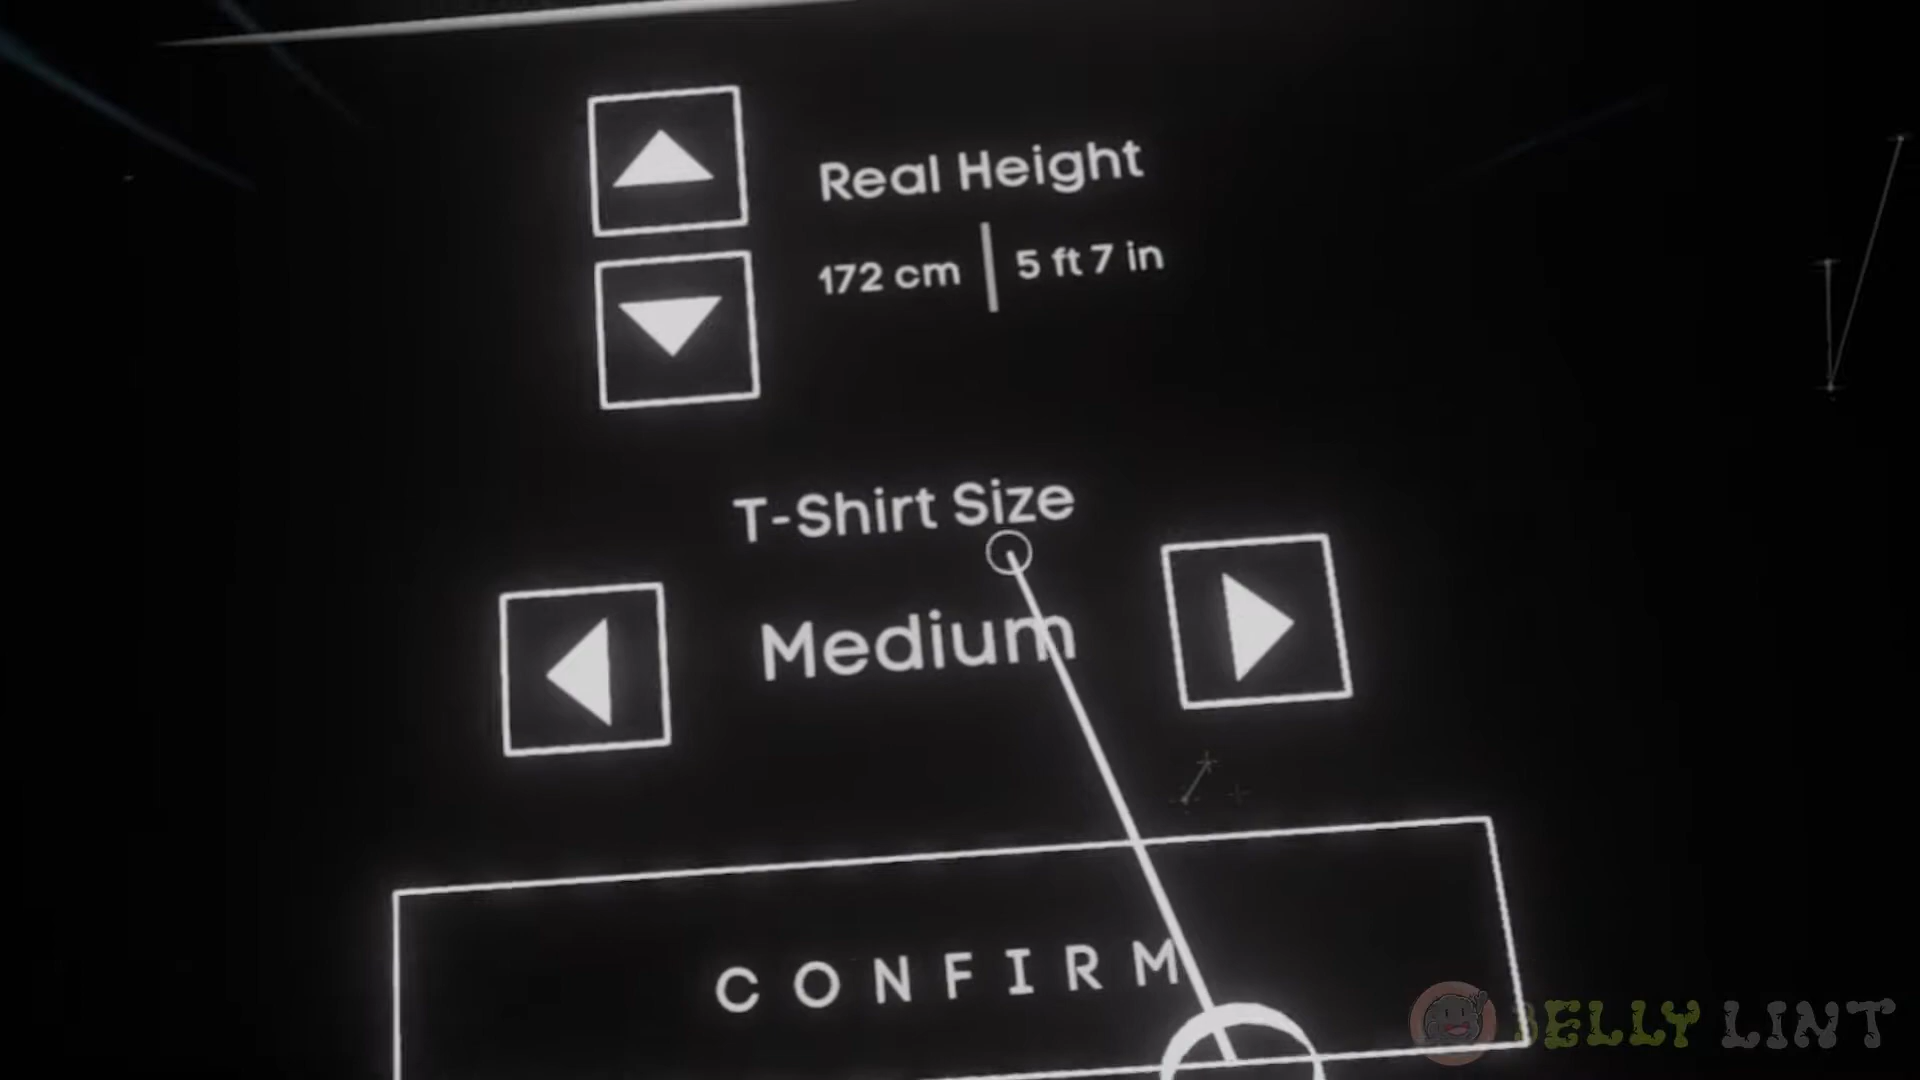 Real Height
172 cm | 5 ft 7 in
T-Shirt Size
Medium
CONFIRM
BELLY LINT